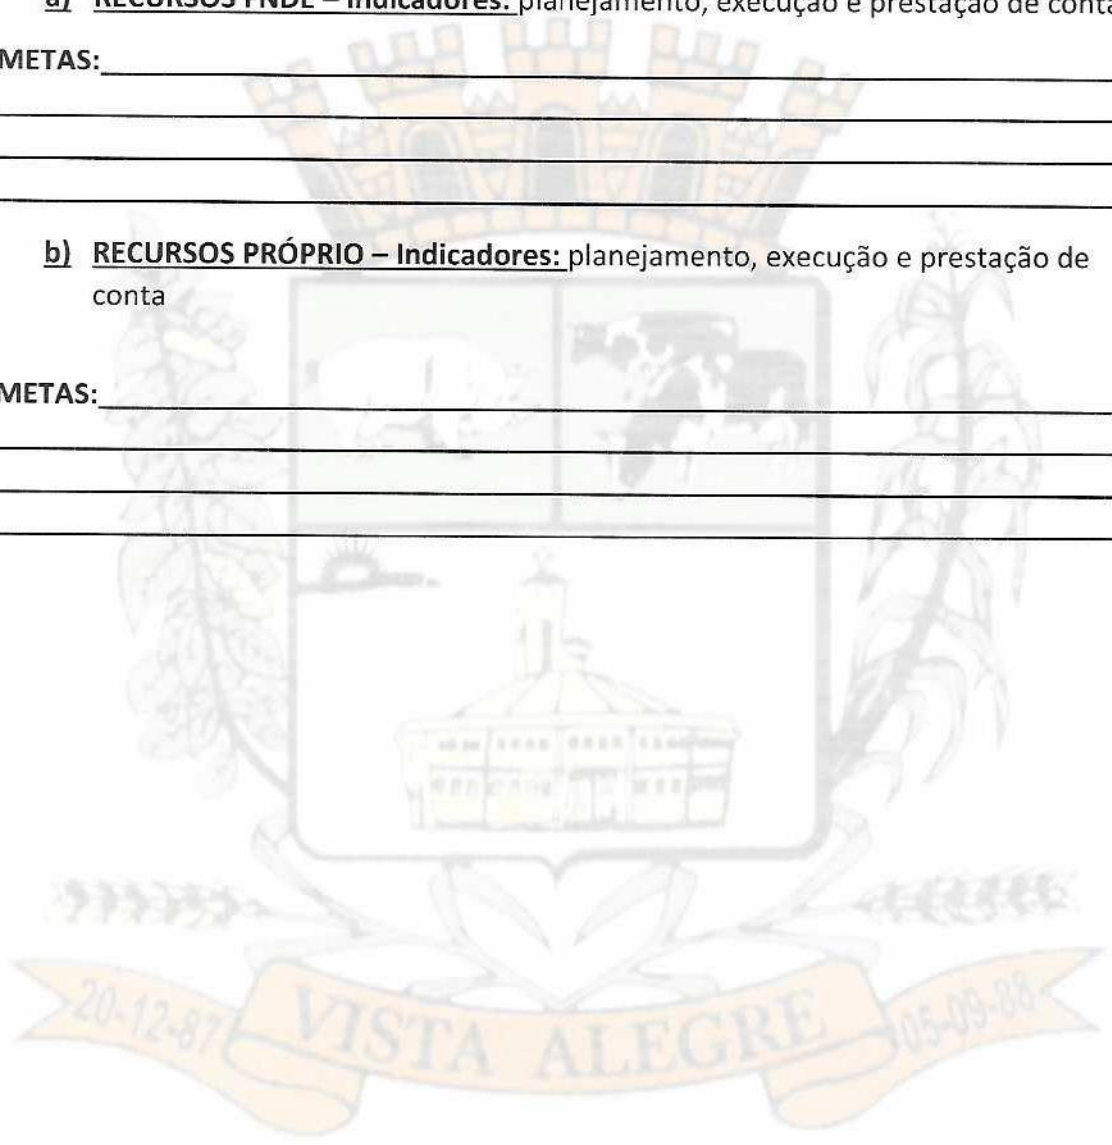 a) RECURSOS FNDE – Indicadores: planejamento, execução e prestação de conta
METAS:
b) RECURSOS PRÓPRIO – Indicadores: planejamento, execução e prestação de
conta
METAS:
20-12-87 VISTA ALEGRE 05-09-88